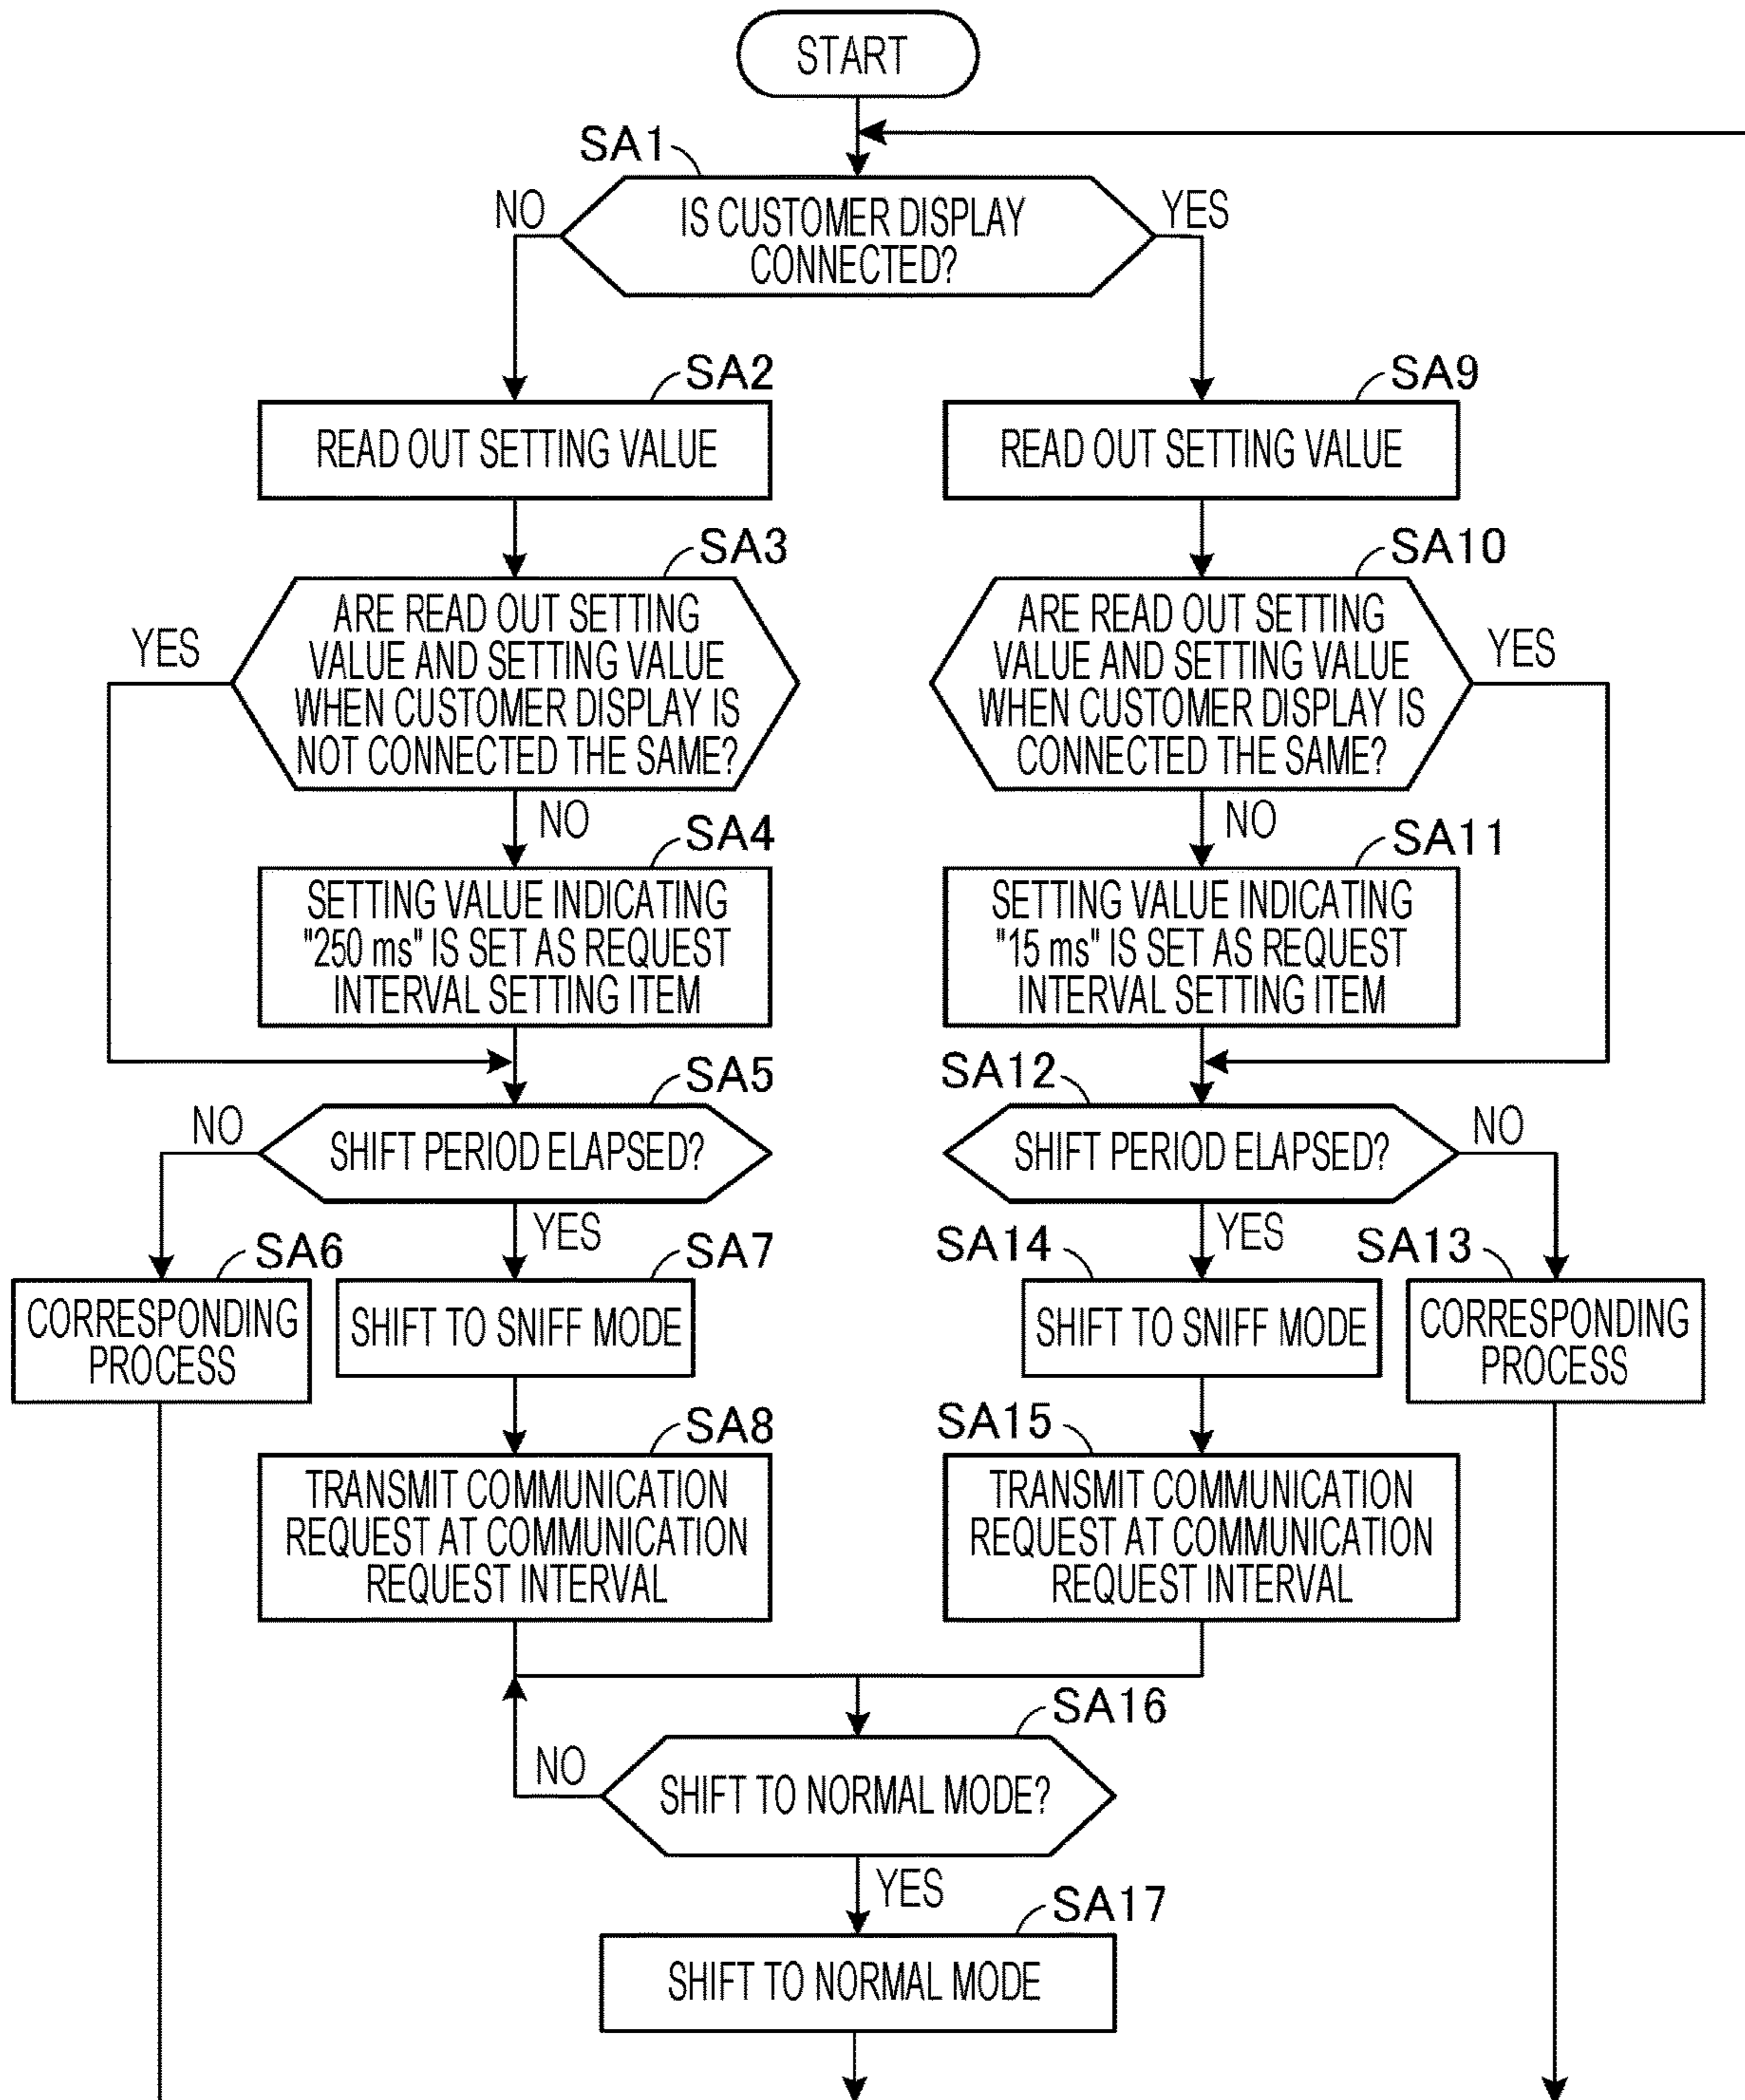 START
SA1
NO
IS CUSTOMER DISPLAY
CONNECTED?
YES
SA2
READ OUT SETTING VALUE
SA9
READ OUT SETTING VALUE
SA3
YES
ARE READ OUT SETTING
VALUE AND SETTING VALUE
WHEN CUSTOMER DISPLAY IS
NOT CONNECTED THE SAME?
NO
SA10
ARE READ OUT SETTING
VALUE AND SETTING VALUE
WHEN CUSTOMER DISPLAY IS
CONNECTED THE SAME?
YES
NO
SA4
SETTING VALUE INDICATING
"250 ms" IS SET AS REQUEST
INTERVAL SETTING ITEM
SA11
SETTING VALUE INDICATING
"15 ms" IS SET AS REQUEST
INTERVAL SETTING ITEM
SA5
NO
SHIFT PERIOD ELAPSED?
YES
SA12
SHIFT PERIOD ELAPSED?
NO
YES
SA6
CORRESPONDING
PROCESS
SA7
SHIFT TO SNIFF MODE
SA14
SHIFT TO SNIFF MODE
SA13
CORRESPONDING
PROCESS
SA8
TRANSMIT COMMUNICATION
REQUEST AT COMMUNICATION
REQUEST INTERVAL
SA15
TRANSMIT COMMUNICATION
REQUEST AT COMMUNICATION
REQUEST INTERVAL
SA16
NO
SHIFT TO NORMAL MODE?
YES
SA17
SHIFT TO NORMAL MODE